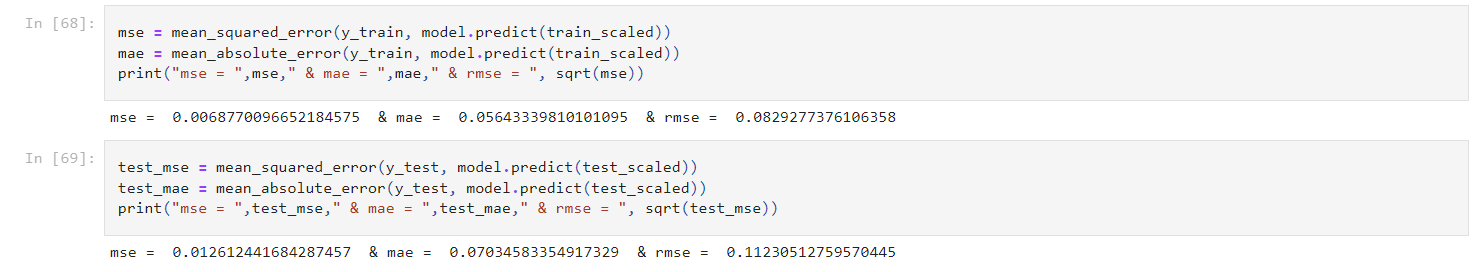 In [68]:
mse = mean_squared_error(y_train, model.predict(train_scaled))
mae = mean_absolute_error(y_train, model.predict(train_scaled))
print("mse = ",mse," & mae = ",mae," & rmse = ", sqrt(mse))
mse =  0.0068770096652184575  & mae =  0.05643339810101095  & rmse =  0.0829277376106358
In [69]:
test_mse = mean_squared_error(y_test, model.predict(test_scaled))
test_mae = mean_absolute_error(y_test, model.predict(test_scaled))
print("mse = ",test_mse," & mae = ",test_mae," & rmse = ", sqrt(test_mse))
mse =  0.012612441684287457  & mae =  0.07034583354917329  & rmse =  0.11230512759570445